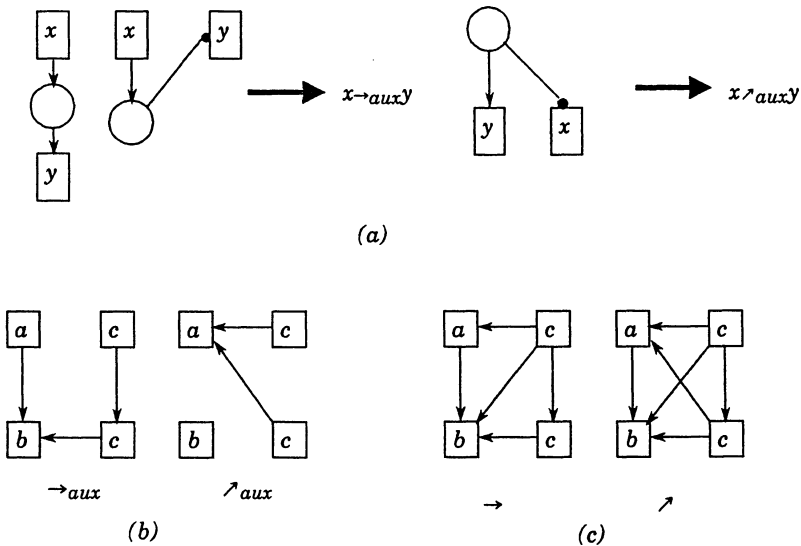 x x y x→auxy y x x↗auxy
y
(a)
a c a c a c a c
b c b c b c b c
→aux ↗aux → ↗
(b) (c)